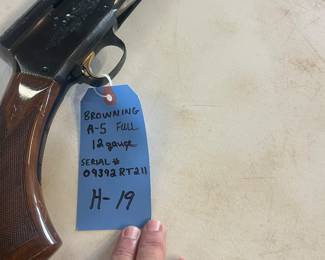 BROWNING
A-5 FULL
12 gauge
SERIAL #
09392RT211
H-19